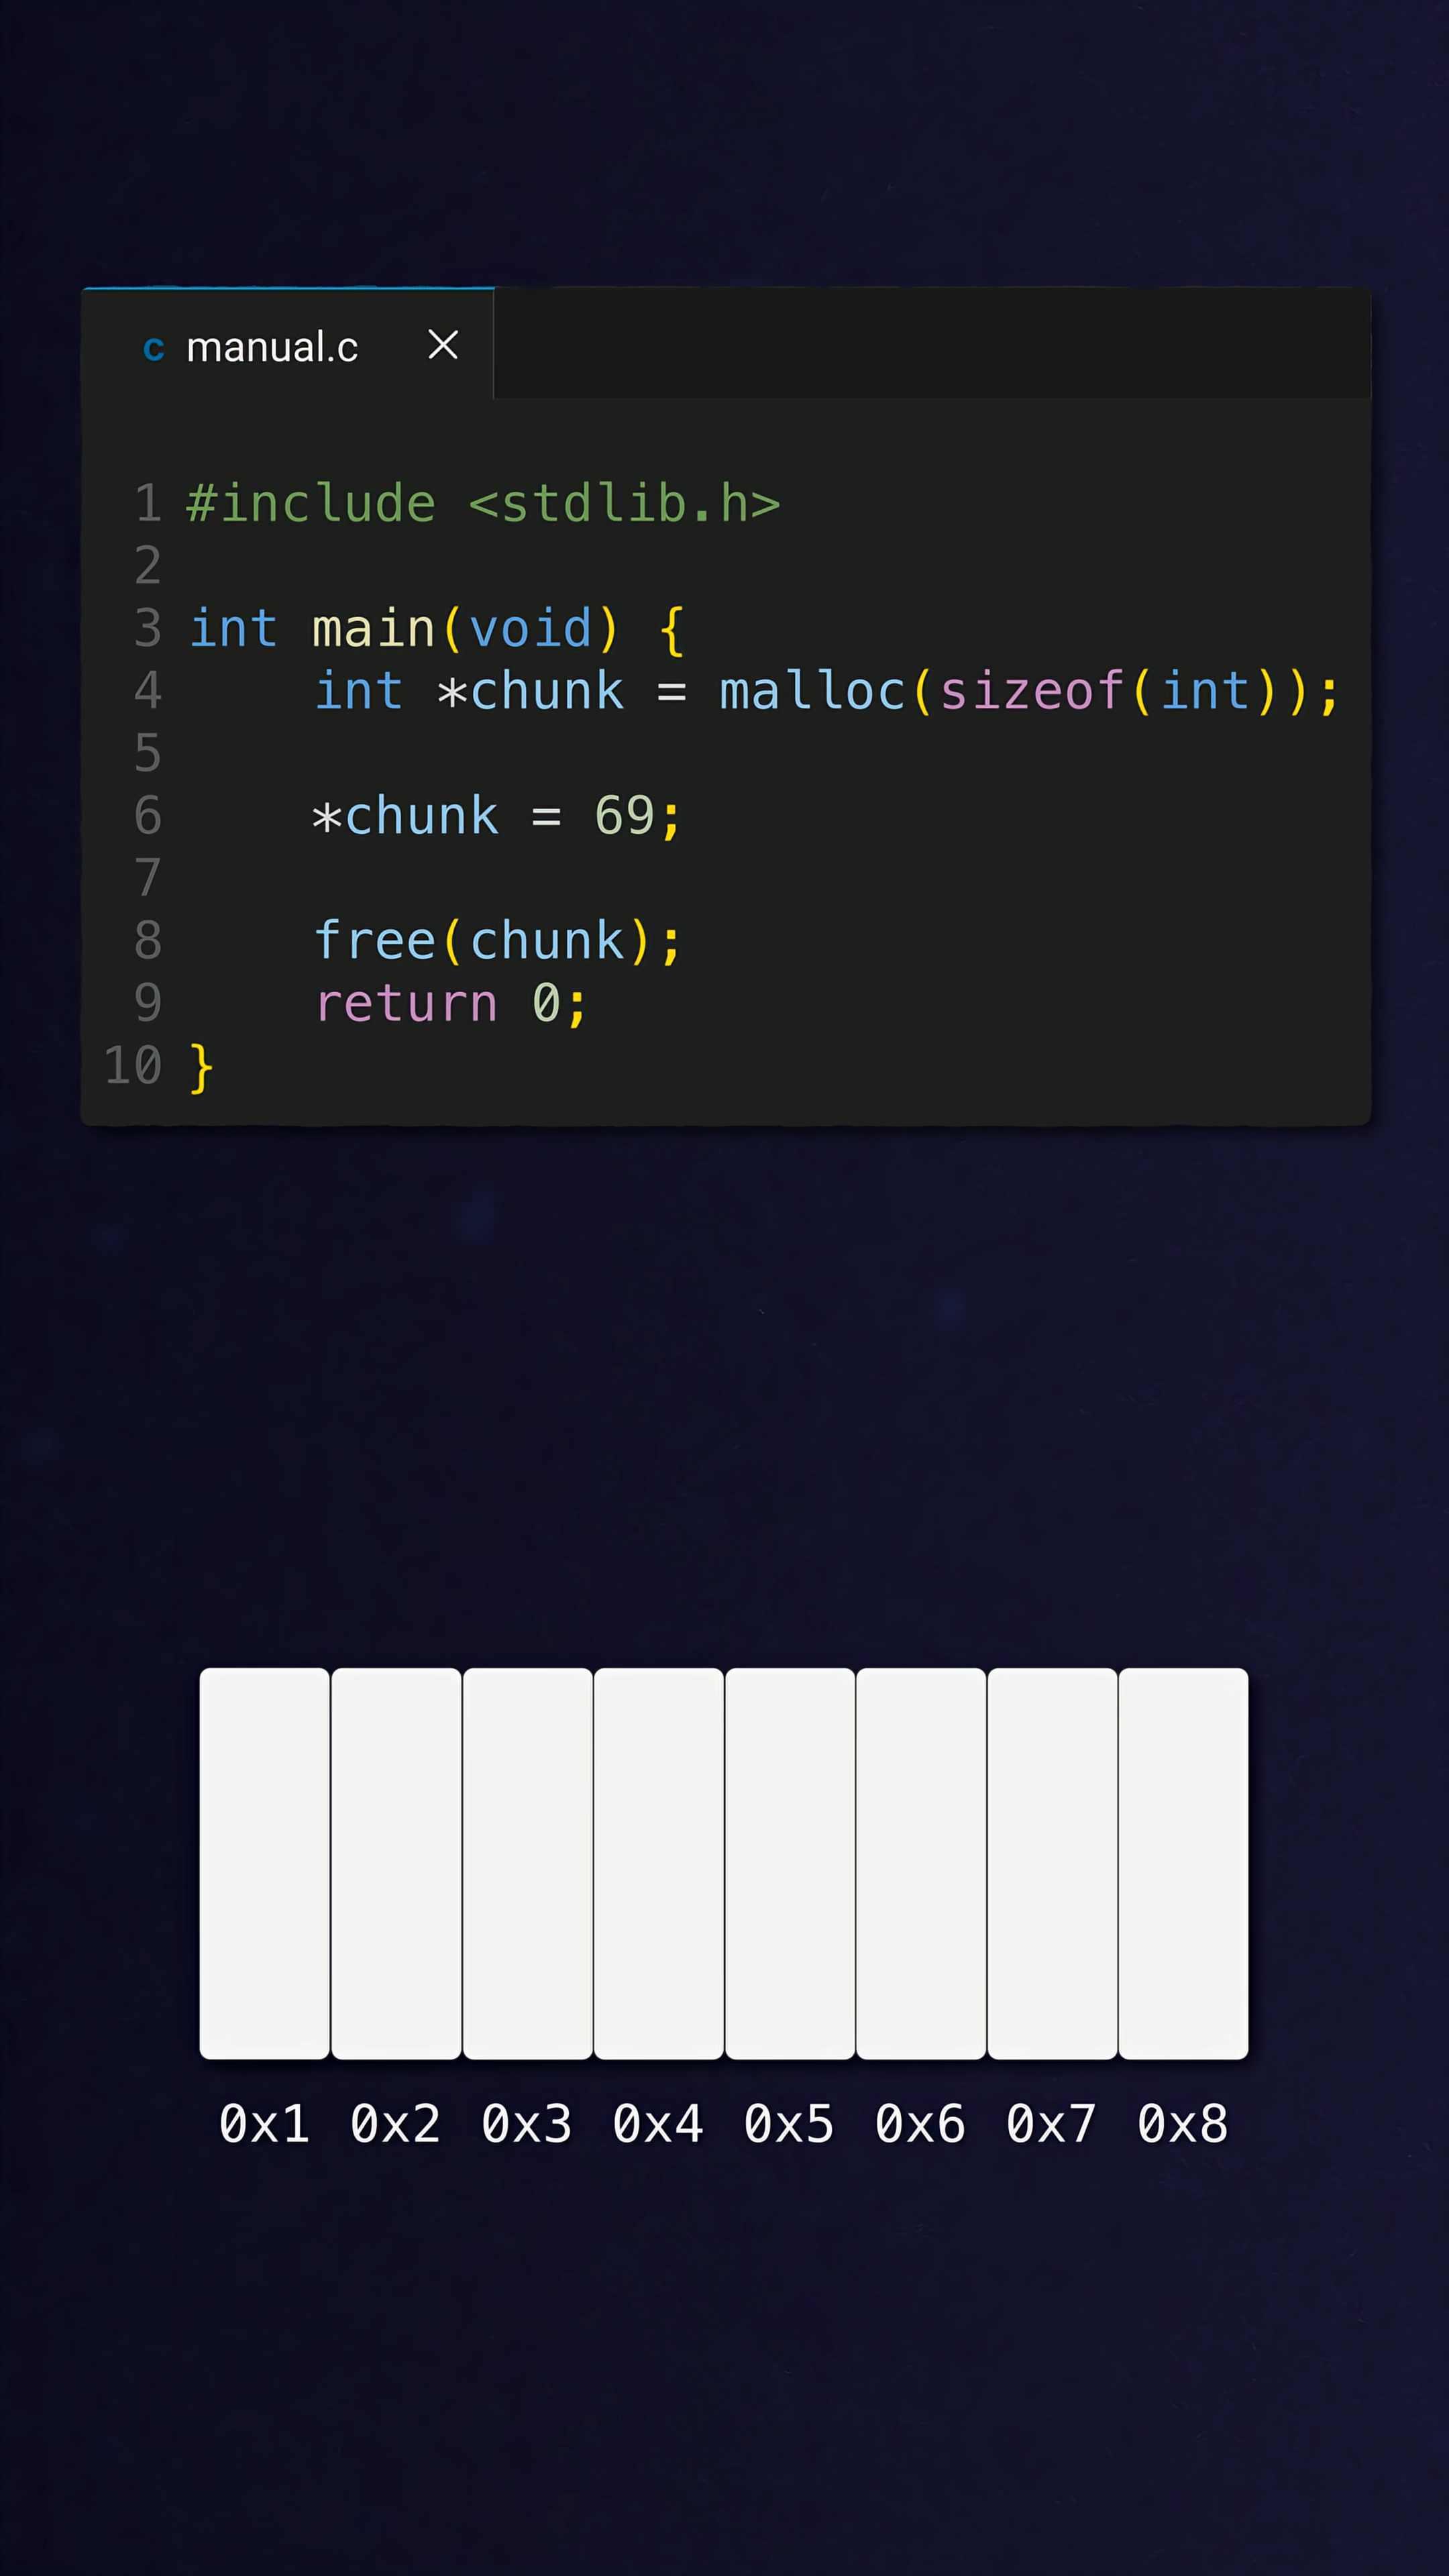 C manual.c ×
1 #include <stdlib.h>
2
3 int main(void) {
4     int *chunk = malloc(sizeof(int));
5
6     *chunk = 69;
7
8     free(chunk);
9     return 0;
10 }
0x1 0x2 0x3 0x4 0x5 0x6 0x7 0x8